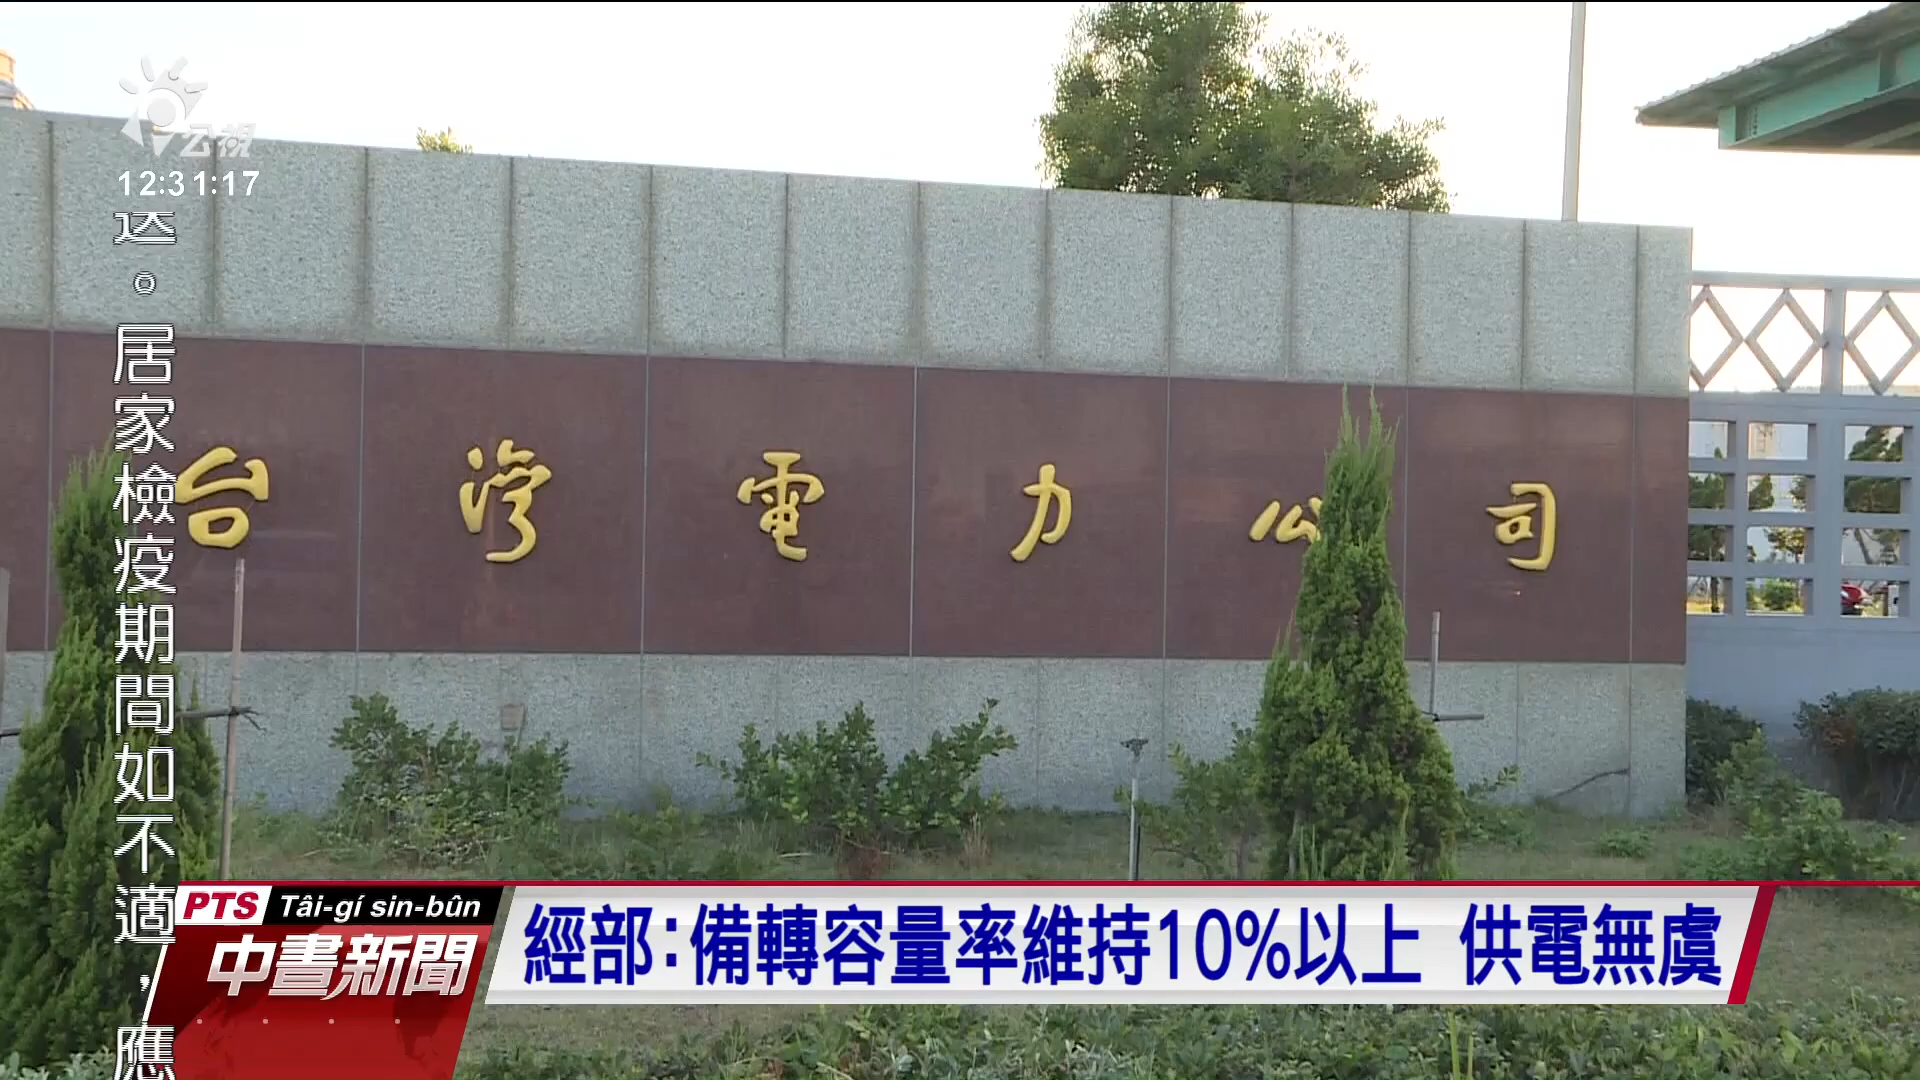 公視
12:31:17
送。居家檢疫期間如不適，應
台灣電力公司
PTS Tâi-gí sin-bûn
中晝新聞
經部：備轉容量率維持10%以上 供電無虞